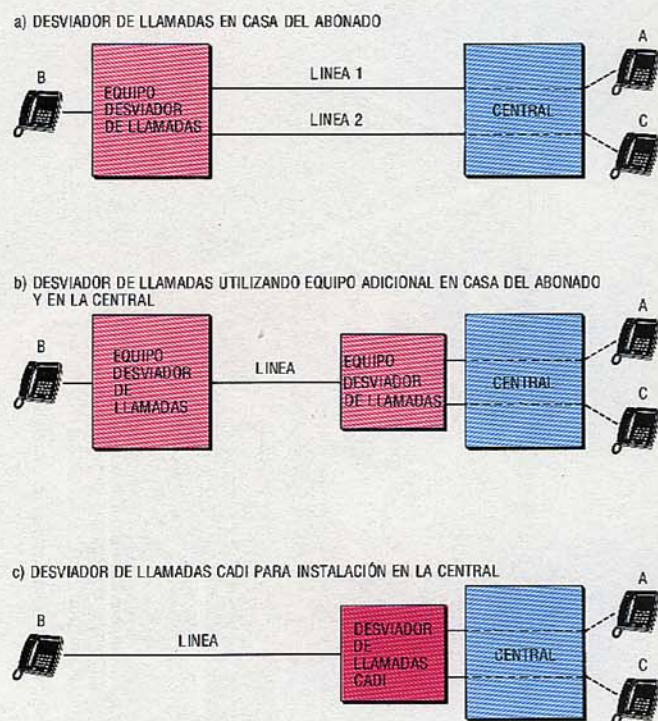 a) DESVIADOR DE LLAMADAS EN CASA DEL ABONADO
B
EQUIPO
DESVIADOR
DE LLAMADAS
LINEA 1
LINEA 2
CENTRAL
A
C
b) DESVIADOR DE LLAMADAS UTILIZANDO EQUIPO ADICIONAL EN CASA DEL ABONADO
Y EN LA CENTRAL
B
EQUIPO
DESVIADOR
DE
LLAMADAS
LINEA
EQUIPO
DESVIADOR
DE LLAMADAS
CENTRAL
A
C
c) DESVIADOR DE LLAMADAS CADI PARA INSTALACIÓN EN LA CENTRAL
B
LINEA
DESVIADOR
DE
LLAMADAS
CADI
CENTRAL
A
C